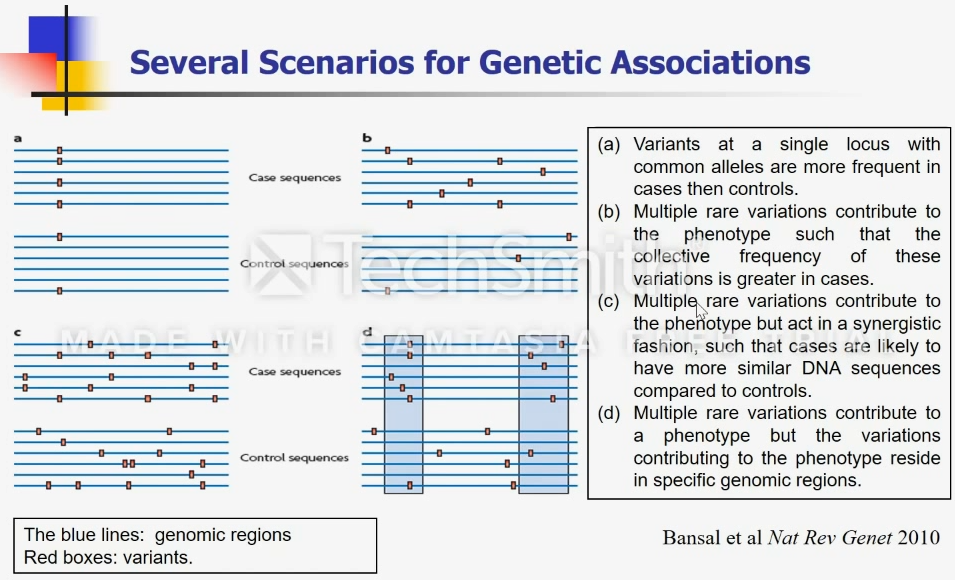 Several Scenarios for Genetic Associations
a
Case sequences
Control sequences
b
c
Case sequences
Control sequences
d
(a) Variants at a single locus with
common alleles are more frequent in
cases then controls.
(b) Multiple rare variations contribute to
the phenotype such that the
collective frequency of these
variations is greater in cases.
(c) Multiple rare variations contribute to
the phenotype but act in a synergistic
fashion, such that cases are likely to
have more similar DNA sequences
compared to controls.
(d) Multiple rare variations contribute to
a phenotype but the variations
contributing to the phenotype reside
in specific genomic regions.
The blue lines: genomic regions
Red boxes: variants.
Bansal et al Nat Rev Genet 2010
TechSmith
MADE WITH CAMTASIA FREE TRIAL